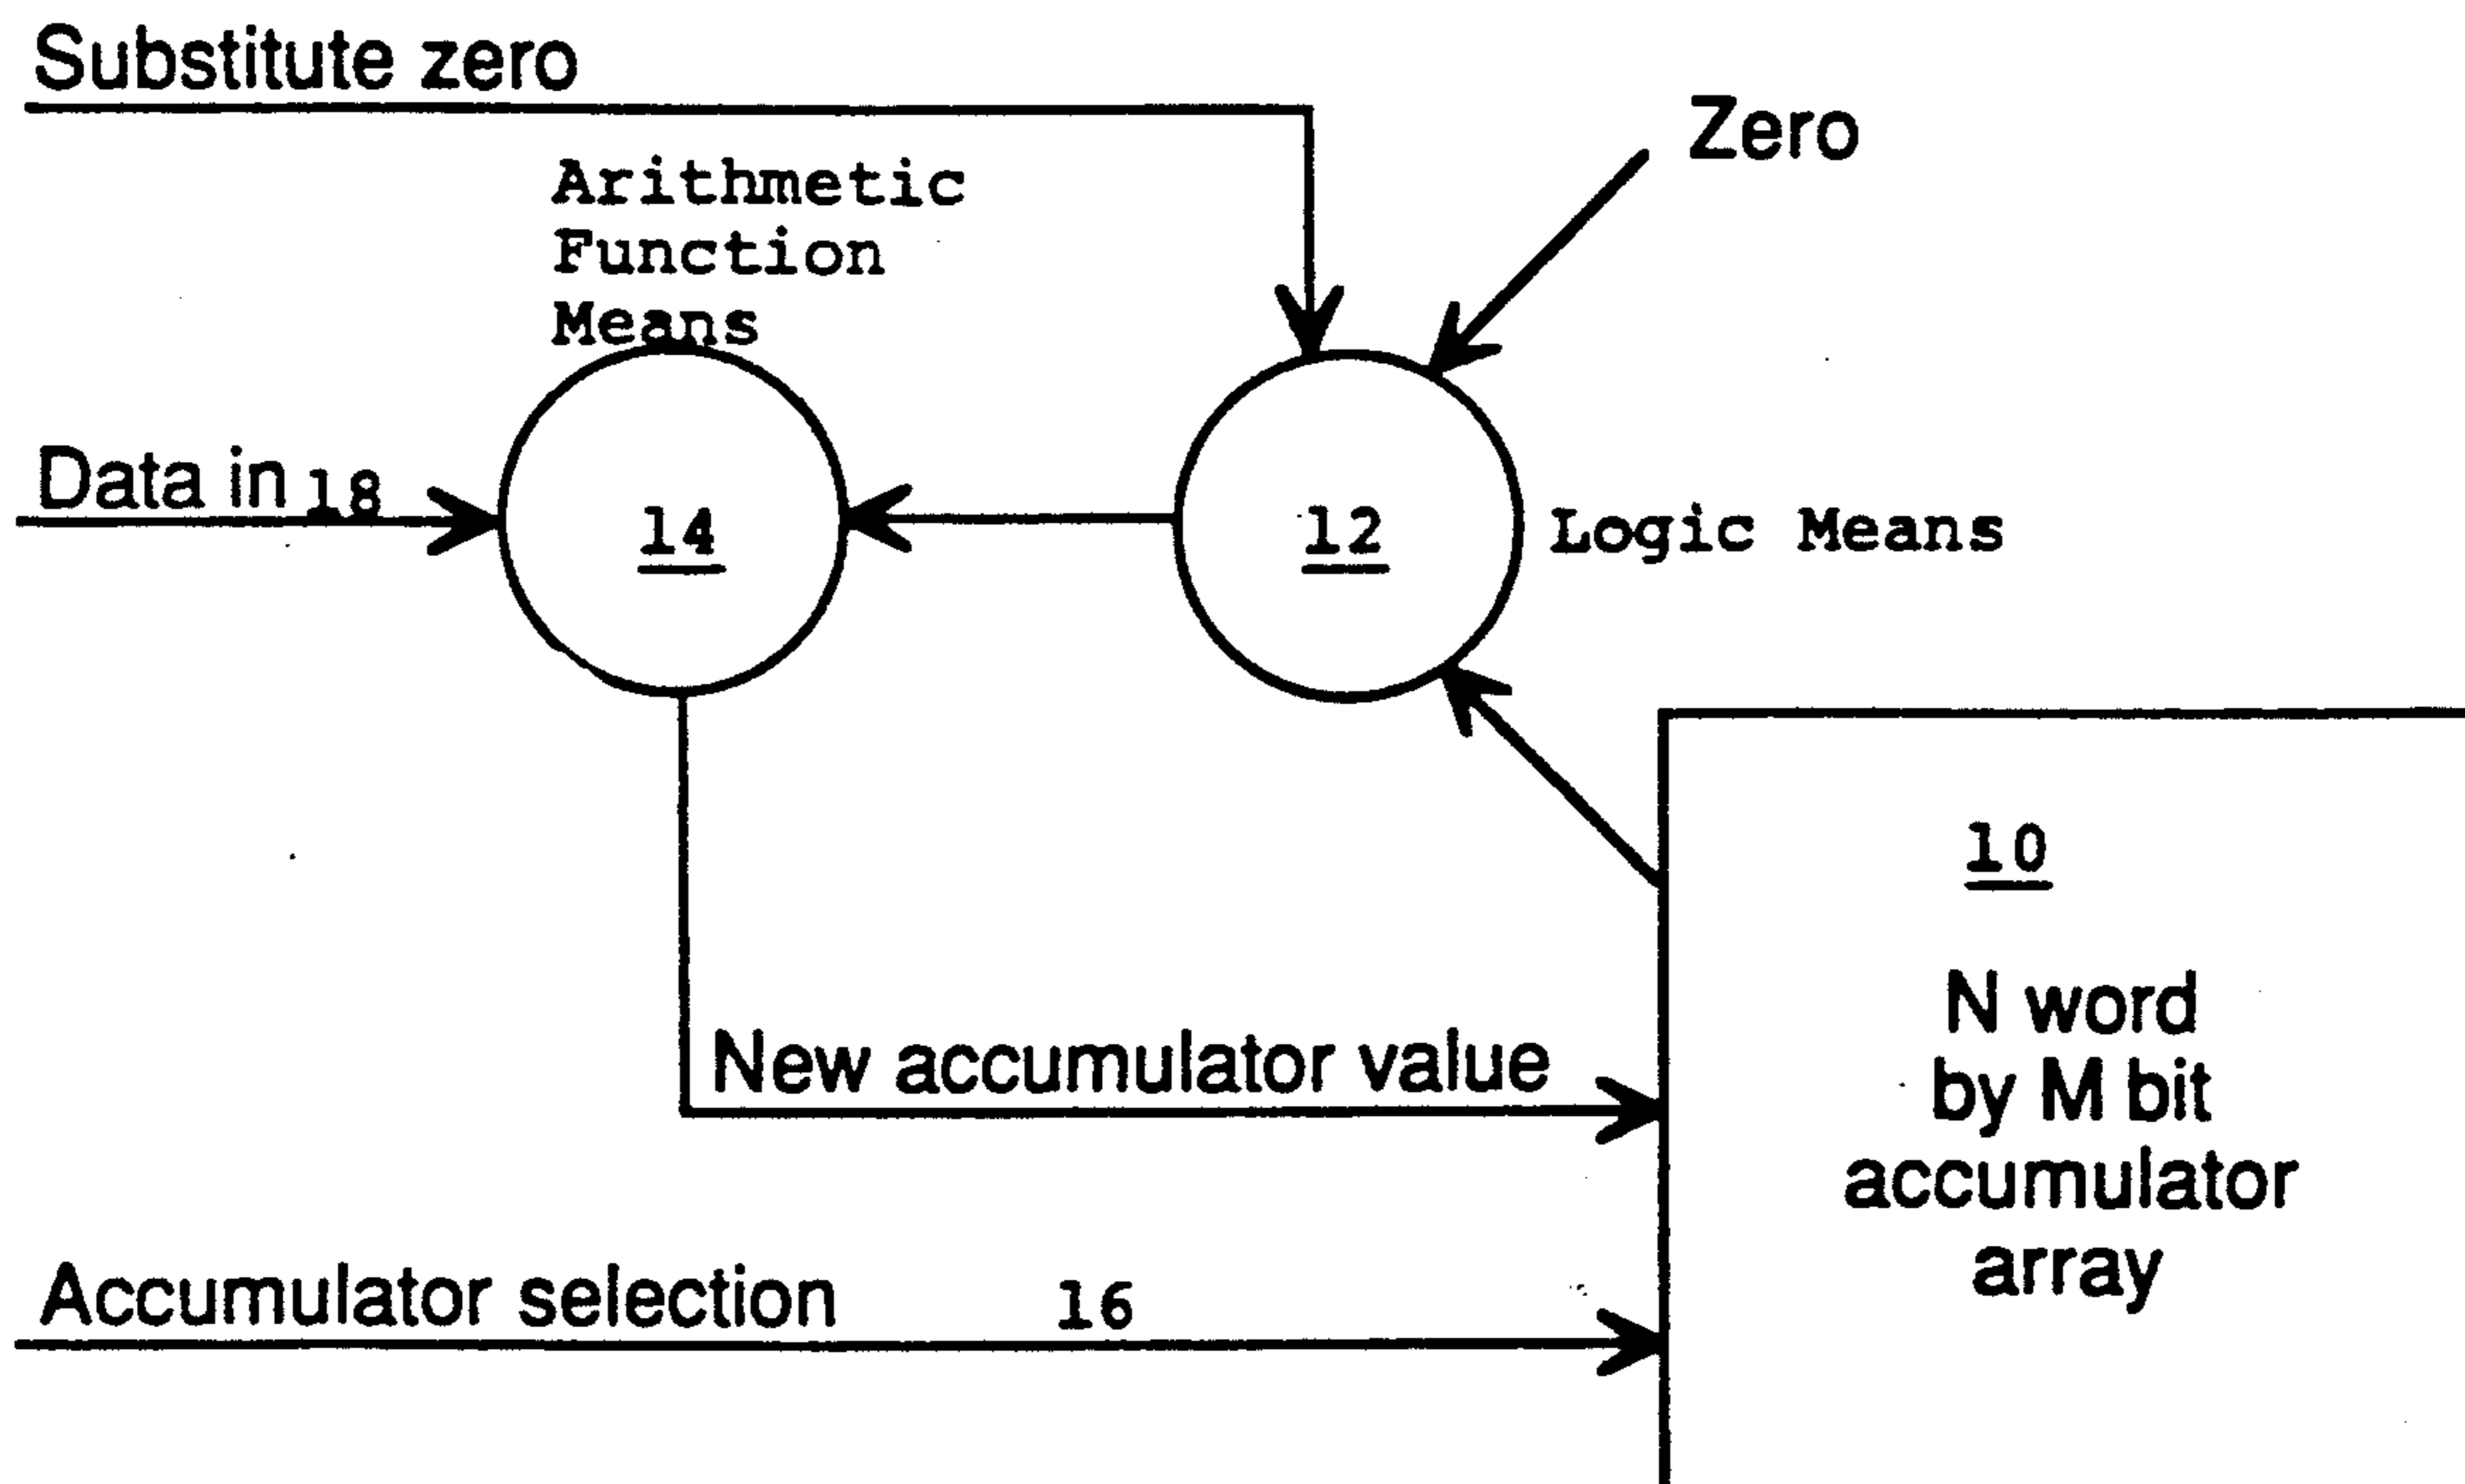 Substitute zero
Zero
Arithmetic
Function
Means
Data in 18
14
12
Logic Means
10
N word
by M bit
accumulator
array
New accumulator value
Accumulator selection 16